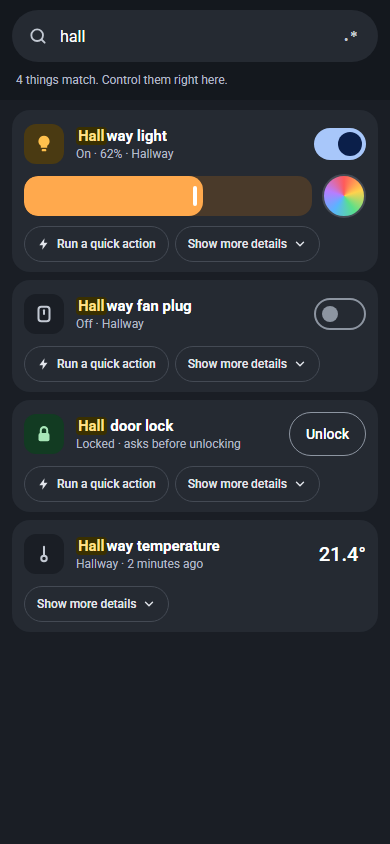 hall
.*
4 things match. Control them right here.
Hallway light
On · 62% · Hallway
Run a quick action
Show more details
Hallway fan plug
Off · Hallway
Run a quick action
Show more details
Hall door lock
Locked · asks before unlocking
Unlock
Run a quick action
Show more details
Hallway temperature
Hallway · 2 minutes ago
21.4°
Show more details